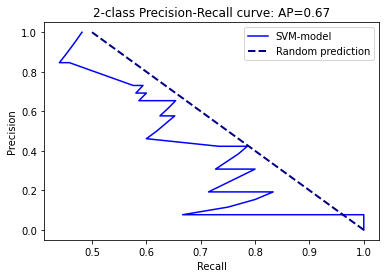 2-class Precision-Recall curve: AP=0.67
SVM-model
Random prediction
Precision
1.0
0.8
0.6
0.4
0.2
0.0
0.5 0.6 0.7 0.8 0.9 1.0
Recall